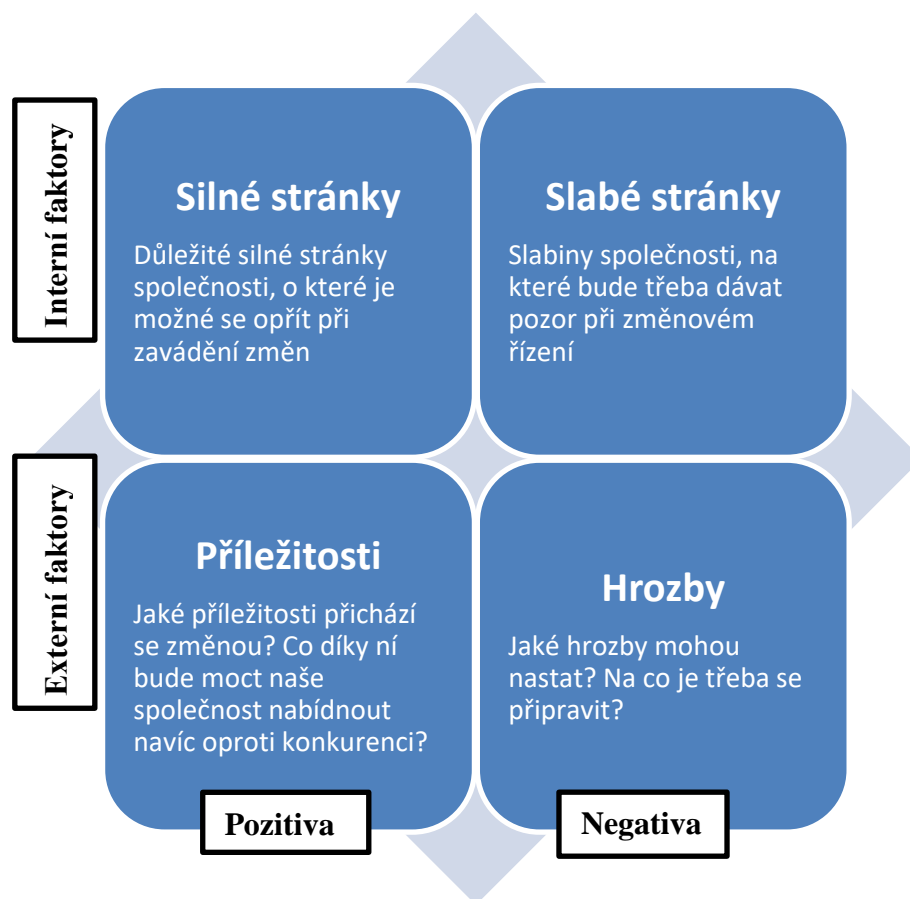 Interní faktory
Silné stránky
Důležité silné stránky
společnosti, o které je
možné se opřít při
zavádění změn
Slabé stránky
Slabiny společnosti, na
které bude třeba dávat
pozor při změnovém
řízení
Externí faktory
Příležitosti
Jaké příležitosti přichází
se změnou? Co díky ní
bude moct naše
společnost nabídnout
navíc oproti konkurenci?
Hrozby
Jaké hrozby mohou
nastat? Na co je třeba se
připravit?
Pozitiva
Negativa